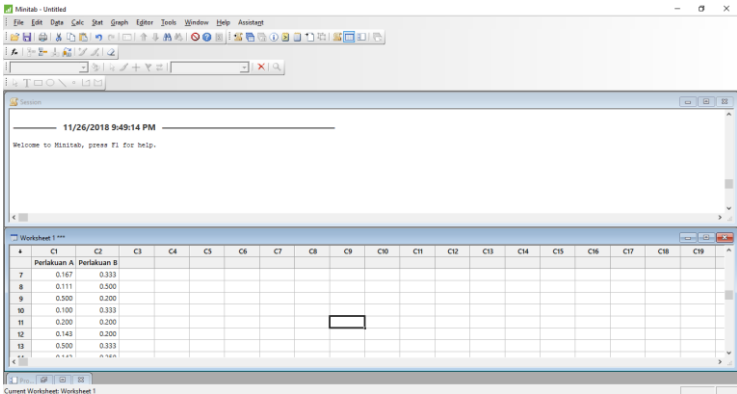 Minitab - Untitled
File Edit Data Calc Stat Graph Editor Tools Window Help Assistant
Session
11/26/2018 9:49:14 PM
Welcome to Minitab, press F1 for help.
Worksheet 1 ***
C1 C2 C3 C4 C5 C6 C7 C8 C9 C10 C11 C12 C13 C14 C15 C16 C17 C18 C19
Perlakuan A Perlakuan B
7 0.167 0.333
8 0.111 0.500
9 0.500 0.200
10 0.100 0.333
11 0.200 0.200
12 0.143 0.200
13 0.500 0.333
Current Worksheet: Worksheet 1